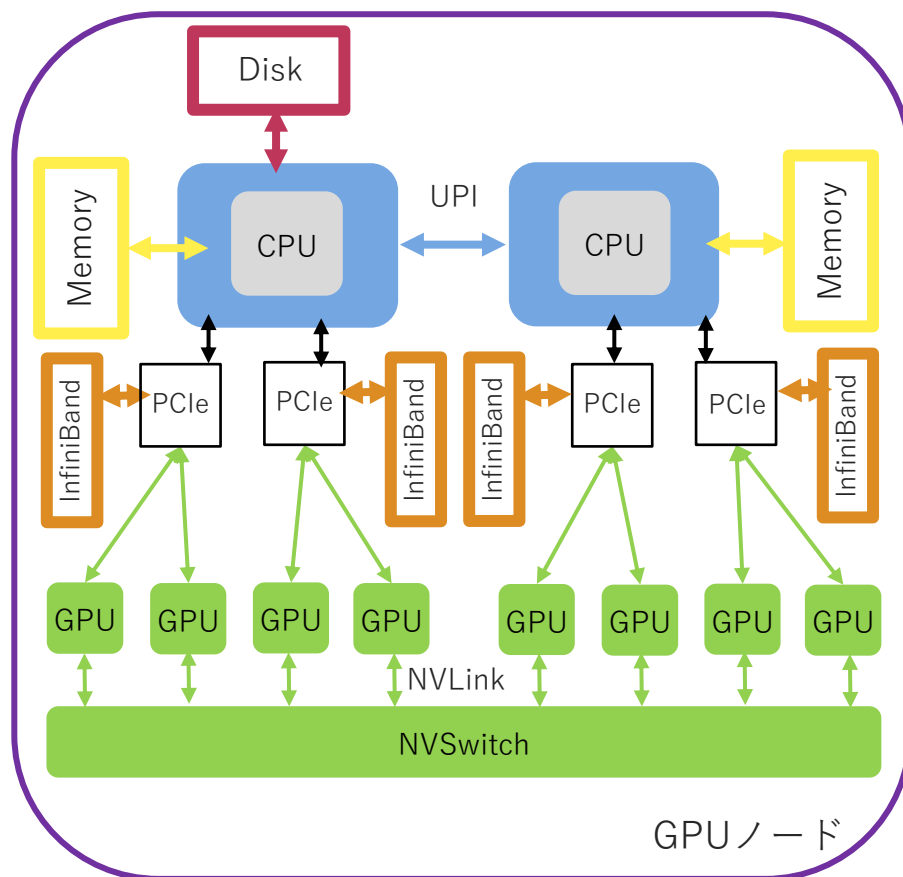 Disk
Memory
CPU
UPI
CPU
Memory
InfiniBand
PCIe
PCIe
InfiniBand
InfiniBand
PCIe
PCIe
InfiniBand
GPU
GPU
GPU
GPU
GPU
GPU
GPU
GPU
NVLink
NVSwitch
GPUノード